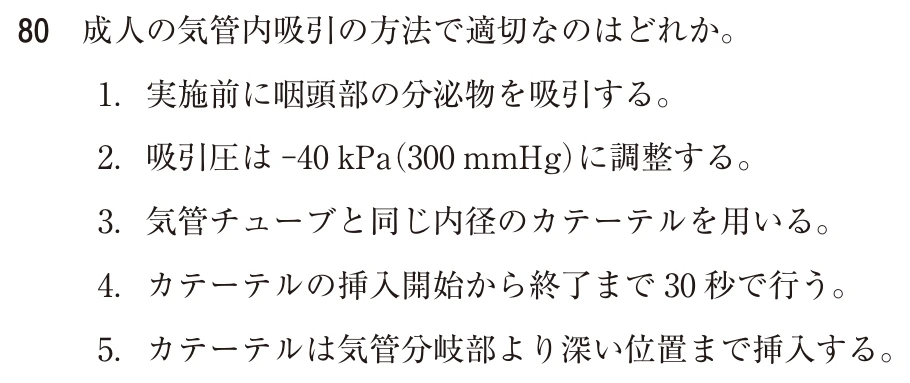 80 成人の気管内吸引の方法で適切なのはどれか。
1. 実施前に咽頭部の分泌物を吸引する。
2. 吸引圧は -40 kPa(300 mmHg)に調整する。
3. 気管チューブと同じ内径のカテーテルを用いる。
4. カテーテルの挿入開始から終了まで 30 秒で行う。
5. カテーテルは気管分岐部より深い位置まで挿入する。